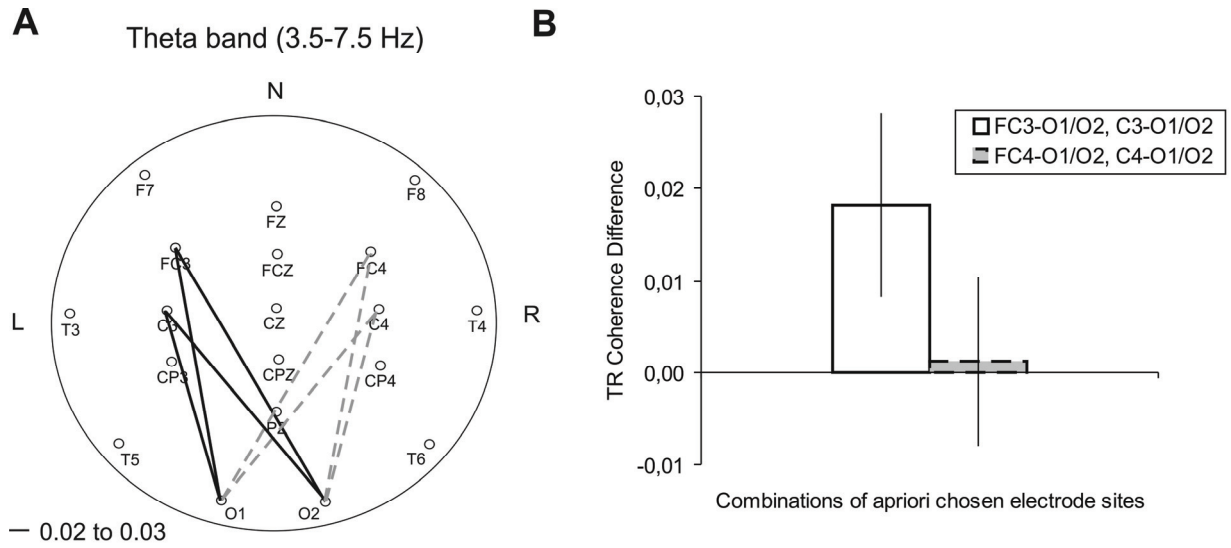 A
Theta band (3.5-7.5 Hz)
N
F7
F8
FZ
FC3
FCZ
FC4
L
R
T3
C3
CZ
C4
T4
CP3
CPZ
CP4
PZ
T5
T6
O1
O2
0.02 to 0.03
B
0,03
0,02
0,01
0,00
-0,01
TR Coherence Difference
FC3-O1/O2, C3-O1/O2
FC4-O1/O2, C4-O1/O2
Combinations of apriori chosen electrode sites